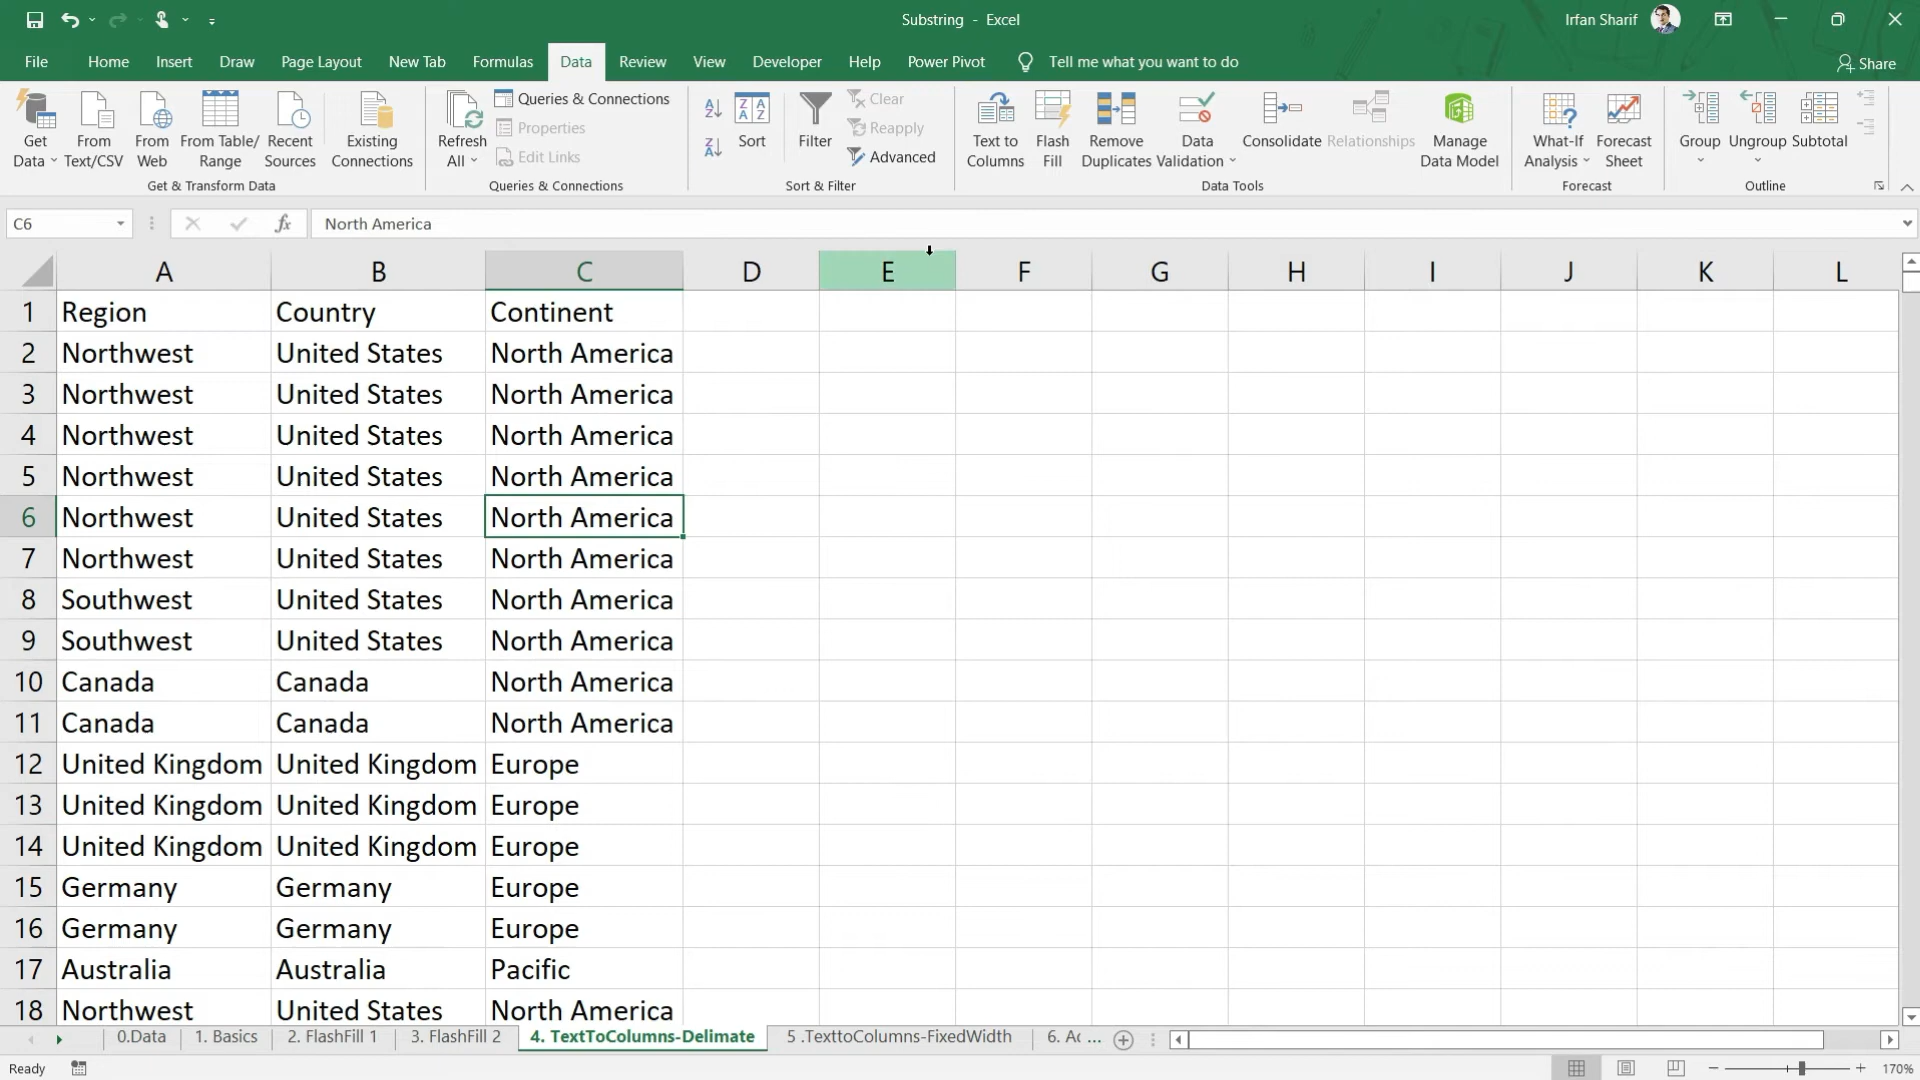 Substring - Excel
Irfan Sharif
File Home Insert Draw Page Layout New Tab Formulas Data Review View Developer Help Power Pivot Tell me what you want to do Share
Get Data
From Text/CSV
From Web
From Table/ Range
Recent Sources
Existing Connections
Get & Transform Data
Refresh All
Queries & Connections
Properties
Edit Links
Queries & Connections
Sort
Filter
Clear
Reapply
Advanced
Sort & Filter
Text to Columns
Flash Fill
Remove Duplicates
Data Validation
Consolidate
Relationships
Manage Data Model
Data Tools
What-If Analysis
Forecast Sheet
Forecast
Group
Ungroup
Subtotal
Outline
C6 fx North America
A B C D E F G H I J K L
1 Region Country Continent
2 Northwest United States North America
3 Northwest United States North America
4 Northwest United States North America
5 Northwest United States North America
6 Northwest United States North America
7 Northwest United States North America
8 Southwest United States North America
9 Southwest United States North America
10 Canada Canada North America
11 Canada Canada North America
12 United Kingdom United Kingdom Europe
13 United Kingdom United Kingdom Europe
14 United Kingdom United Kingdom Europe
15 Germany Germany Europe
16 Germany Germany Europe
17 Australia Australia Pacific
18 Northwest United States North America
0.Data 1. Basics 2. FlashFill 1 3. FlashFill 2 4. TextToColumns-Delimate 5 .TexttoColumns-FixedWidth 6. Ac ...
Ready 170%